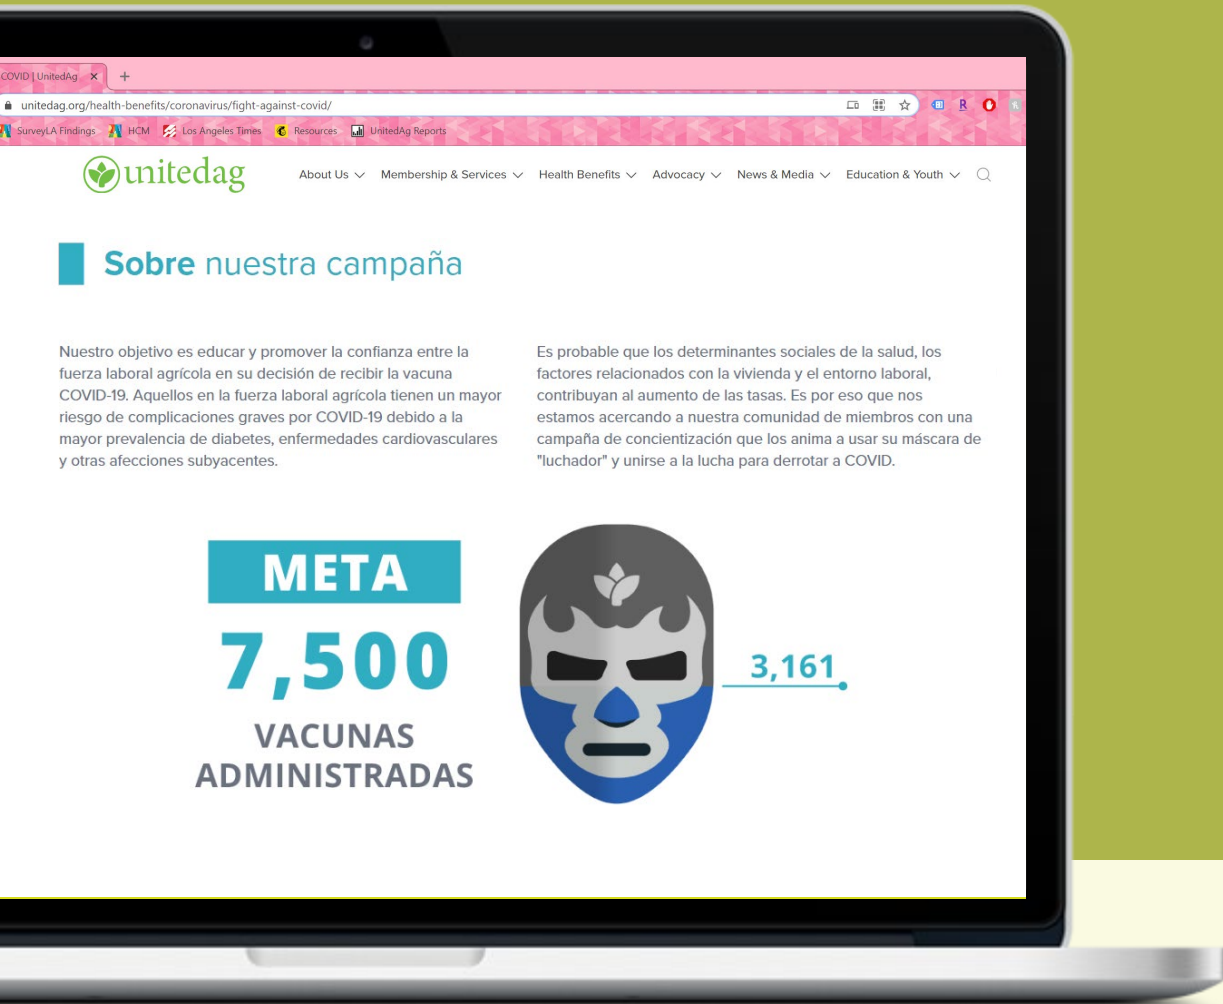 COVID | UnitedAg
unitedag.org/health-benefits/coronavirus/fight-against-covid/
SurveyLA Findings HCM Los Angeles Times Resources UnitedAg Reports
unitedag About Us Membership & Services Health Benefits Advocacy News & Media Education & Youth
Sobre nuestra campaña
Nuestro objetivo es educar y promover la confianza entre la
fuerza laboral agrícola en su decisión de recibir la vacuna
COVID-19. Aquellos en la fuerza laboral agrícola tienen un mayor
riesgo de complicaciones graves por COVID-19 debido a la
mayor prevalencia de diabetes, enfermedades cardiovasculares
y otras afecciones subyacentes.
Es probable que los determinantes sociales de la salud, los
factores relacionados con la vivienda y el entorno laboral,
contribuyan al aumento de las tasas. Es por eso que nos
estamos acercando a nuestra comunidad de miembros con una
campaña de concientización que los anima a usar su máscara de
"luchador" y unirse a la lucha para derrotar a COVID.
META
7,500
VACUNAS
ADMINISTRADAS
3,161